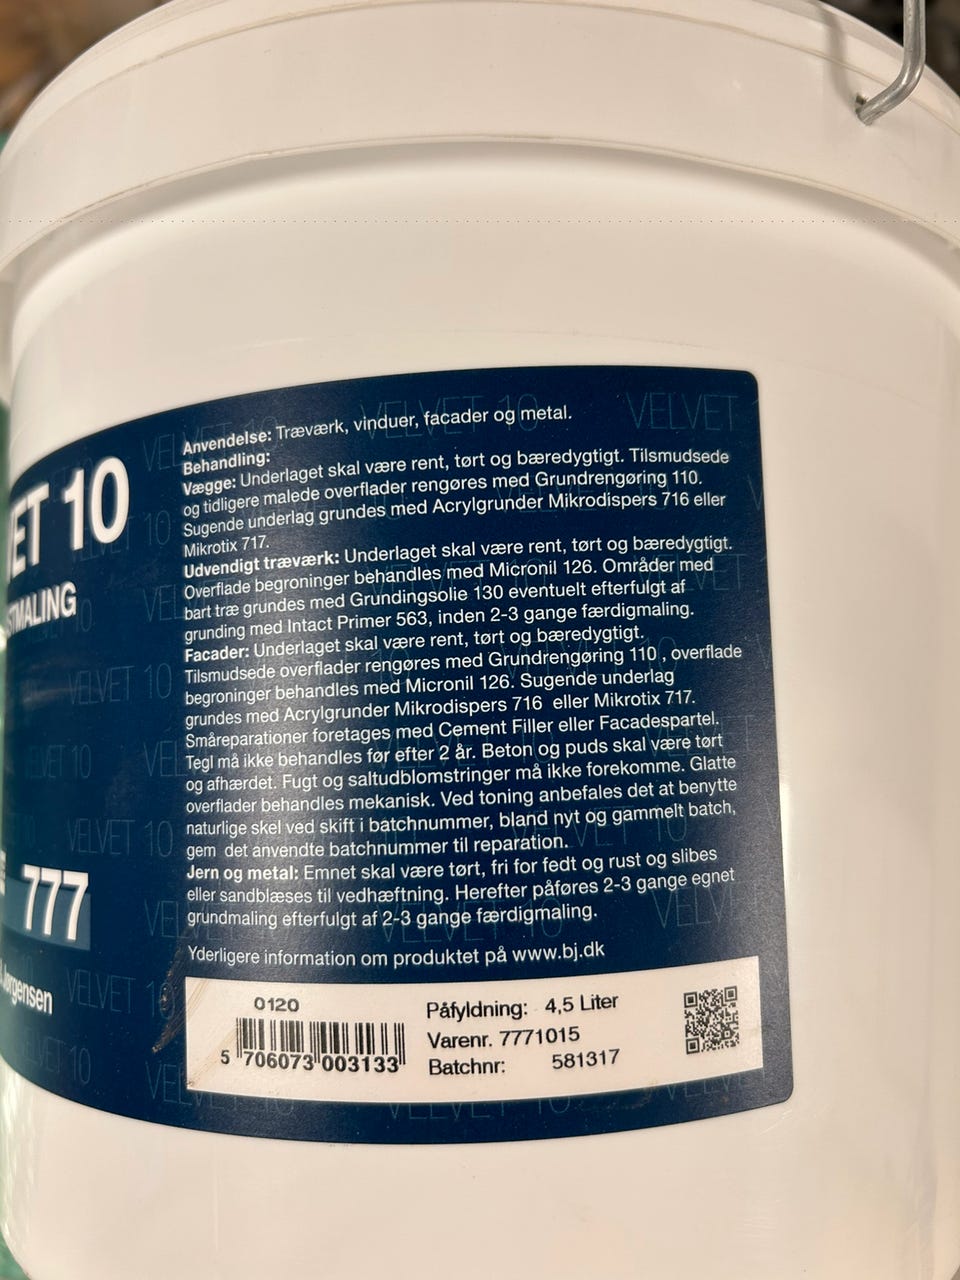 VET 10
STMALING
777
Jørgensen
Anvendelse: Træværk, vinduer, facader og metal.
Behandling:
Vægge: Underlaget skal være rent, tørt og bæredygtigt. Tilsmudsede
og tidligere malede overflader rengøres med Grundrengøring 110.
Sugende underlag grundes med Acrylgrunder Mikrodispers 716 eller
Mikrotix 717.
Udvendigt træværk: Underlaget skal være rent, tørt og bæredygtigt.
Overflade begroninger behandles med Micronil 126. Områder med
bart træ grundes med Grundingsolie 130 eventuelt efterfulgt af
grunding med Intact Primer 563, inden 2-3 gange færdigmaling.
Facader: Underlaget skal være rent, tørt og bæredygtigt.
Tilsmudsede overflader rengøres med Grundrengøring 110 , overflade
begroninger behandles med Micronil 126. Sugende underlag
grundes med Acrylgrunder Mikrodispers 716 eller Mikrotix 717.
Småreparationer foretages med Cement Filler eller Facadespartel.
Tegl må ikke behandles før efter 2 år. Beton og puds skal være tørt
og afhærdet. Fugt og saltudblomstringer må ikke forekomme. Glatte
overflader behandles mekanisk. Ved toning anbefales det at benytte
naturlige skel ved skift i batchnummer, bland nyt og gammelt batch,
gem det anvendte batchnummer til reparation.
Jern og metal: Emnet skal være tørt, fri for fedt og rust og slibes
eller sandblæses til vedhæftning. Herefter påføres 2-3 gange egnet
grundmaling efterfulgt af 2-3 gange færdigmaling.
Yderligere information om produktet på www.bj.dk
0120
5 706073 003133
Påfyldning: 4,5 Liter
Varenr. 7771015
Batchnr: 581317